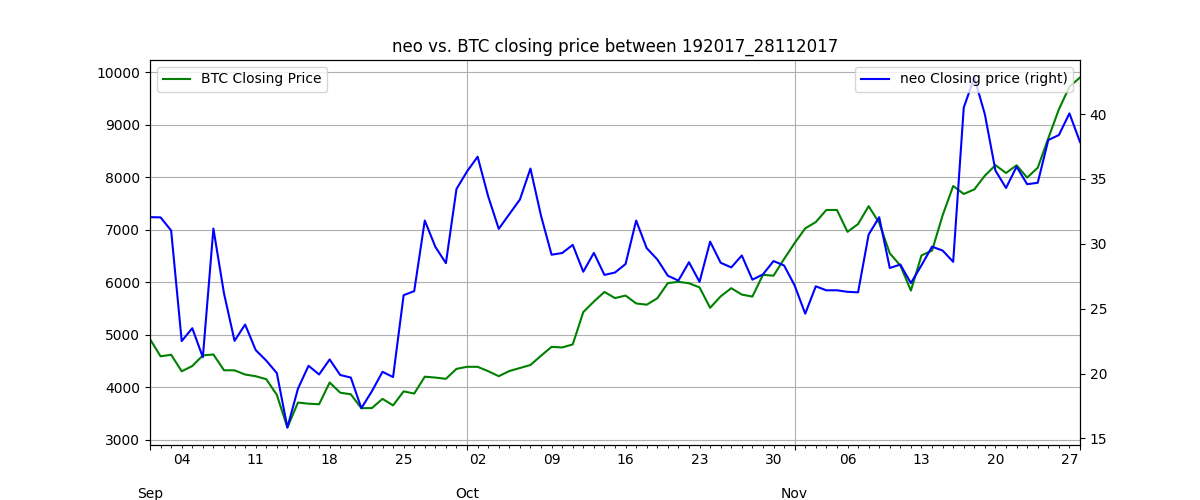 neo vs. BTC closing price between 192017_28112017
BTC Closing Price
neo Closing price (right)
10000
9000
8000
7000
6000
5000
4000
3000
40
35
30
25
20
15
04 11 18 25 02 09 16 23 30 06 13 20 27
Sep Oct Nov